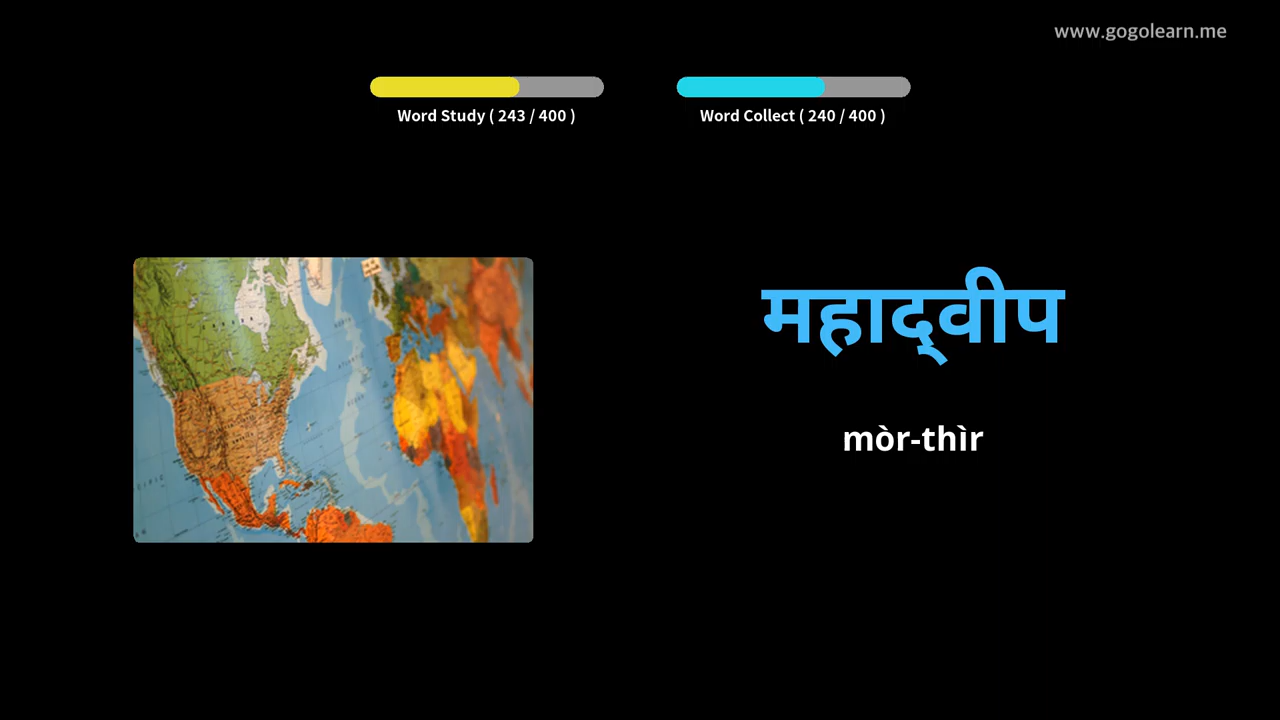 www.gogolearn.me
Word Study ( 243 / 400 )
Word Collect ( 240 / 400 )
महाद्‌वीप
mòr-thìr